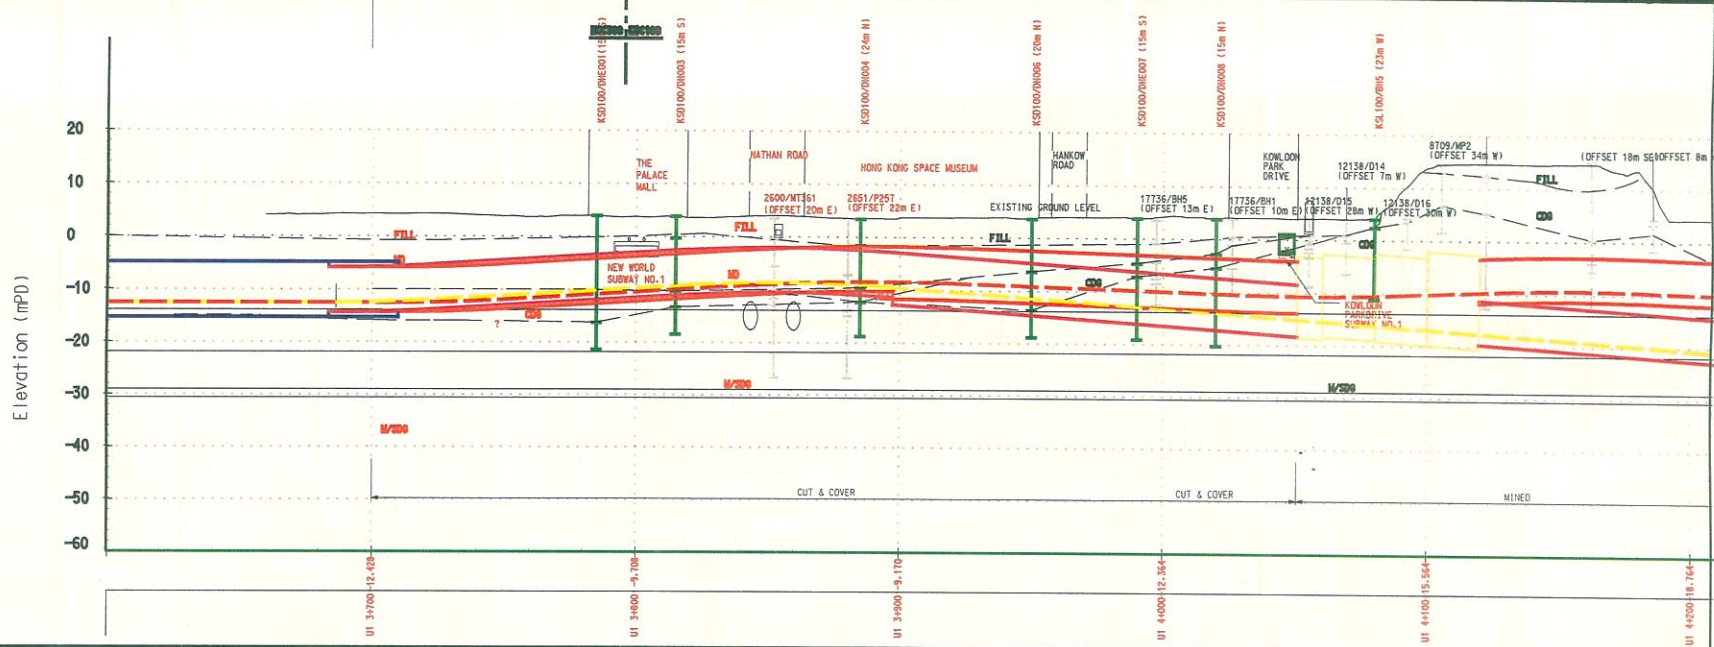 KSD100/DHE001(15m S)
KSD100/DH003 (15m S)
KSD100/DH004 (24m N)
KSD100/DH006 (20m N)
KSD100/DHE007 (15m S)
KSD100/DH008 (15m N)
KSL100/BH5 (23m W)
Elevation (mPD)
20
10
0
-10
-20
-30
-40
-50
-60
THE
PALACE
MALL
NATHAN ROAD
HONG KONG SPACE MUSEUM
HANKOW
ROAD
KOWLOON
PARK
DRIVE
8709/MP2
(OFFSET 34m W)
(OFFSET 18m SE)
OFFSET 8m
12138/D14
(OFFSET 7m W)
2600/MT361
(OFFSET 20m E)
2651/P257
(OFFSET 22m E)
EXISTING GROUND LEVEL
17736/BH5
(OFFSET 13m E)
17736/BH1
(OFFSET 10m E)
12138/D15
(OFFSET 28m W)
12138/D16
(OFFSET 30m W)
FILL
FILL
FILL
FILL
CDG
CDG
MD
MD
NEW WORLD
SUBWAY NO.1
CDG
CDG
?
KOWLOON
PARKDRIVE
SUBWAY NO.1
M/SDG
M/SDG
M/SDG
CUT & COVER
CUT & COVER
MINED
U1 3+700 -12.428
U1 3+800 -9.708
U1 3+900 -9.170
U1 4+000 -12.364
U1 4+100 -15.564
U1 4+200 -18.764